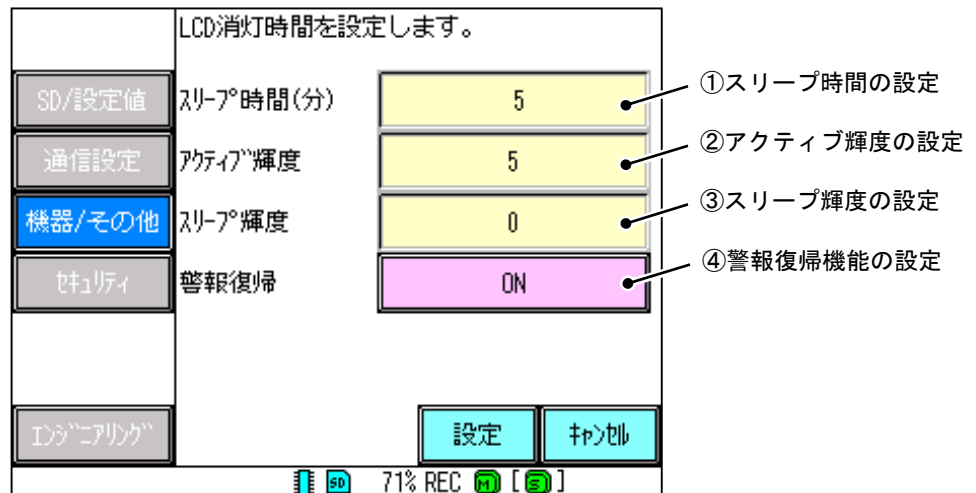 LCD消灯時間を設定します。
SD/設定値
ｽﾘｰﾌﾟ時間(分)
5
①スリープ時間の設定
通信設定
ｱｸﾃｨﾌﾞ輝度
5
②アクティブ輝度の設定
機器/その他
ｽﾘｰﾌﾟ輝度
0
③スリープ輝度の設定
ｾｷｭﾘﾃｨ
警報復帰
ON
④警報復帰機能の設定
ｴﾝｼﾞﾆｱﾘﾝｸﾞ
設定
ｷｬﾝｾﾙ
SD 71% REC M [S]